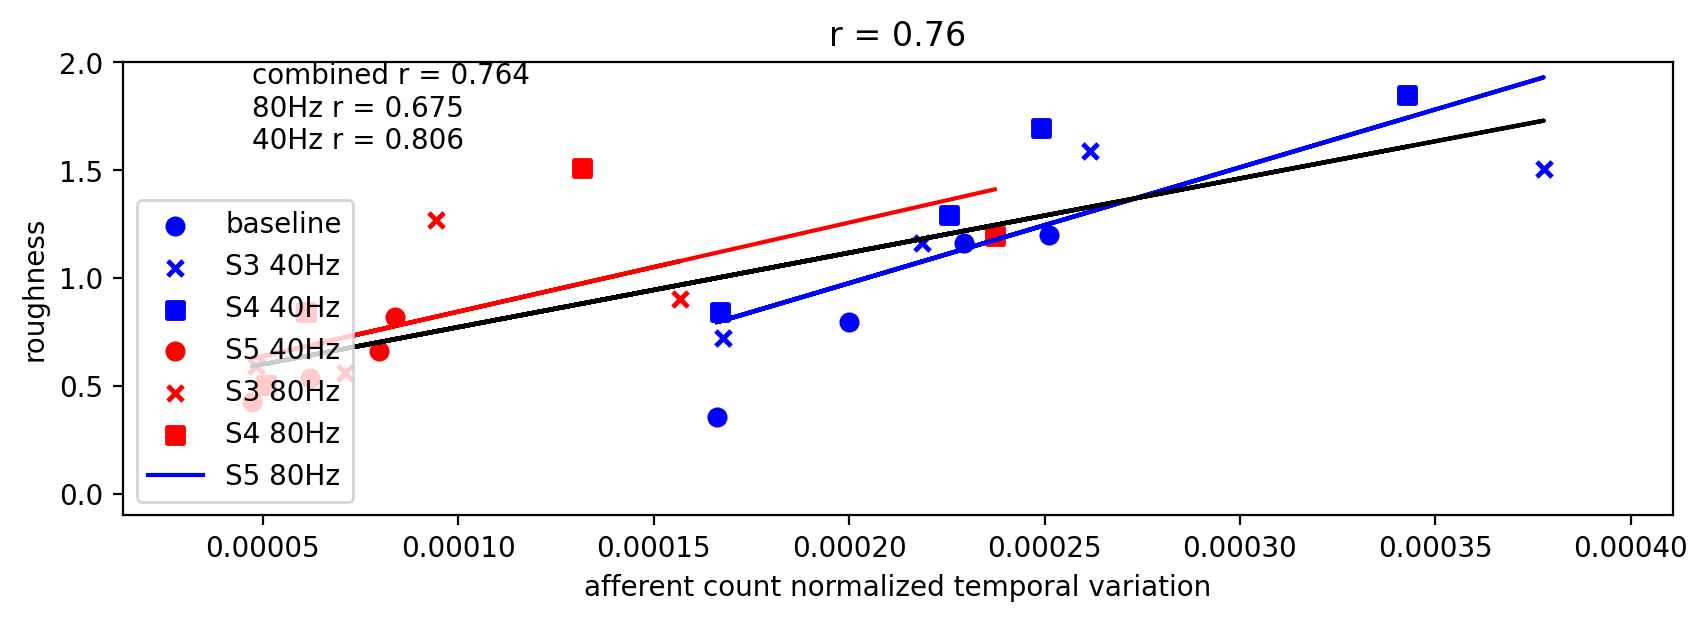 r = 0.76
combined r = 0.764
80Hz r = 0.675
40Hz r = 0.806
roughness
2.0
1.5
1.0
0.5
0.0
baseline
S3 40Hz
S4 40Hz
S5 40Hz
S3 80Hz
S4 80Hz
S5 80Hz
0.00005 0.00010 0.00015 0.00020 0.00025 0.00030 0.00035 0.00040
afferent count normalized temporal variation